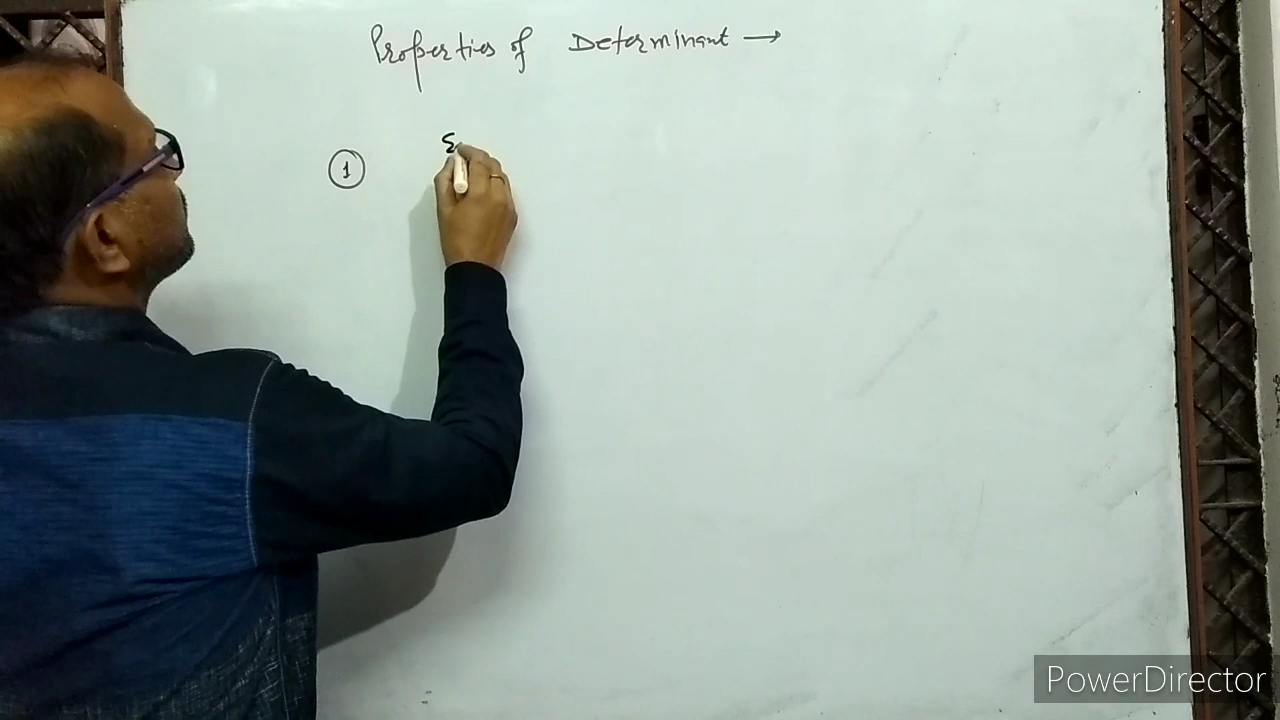 Properties of Determinant →
①
PowerDirector